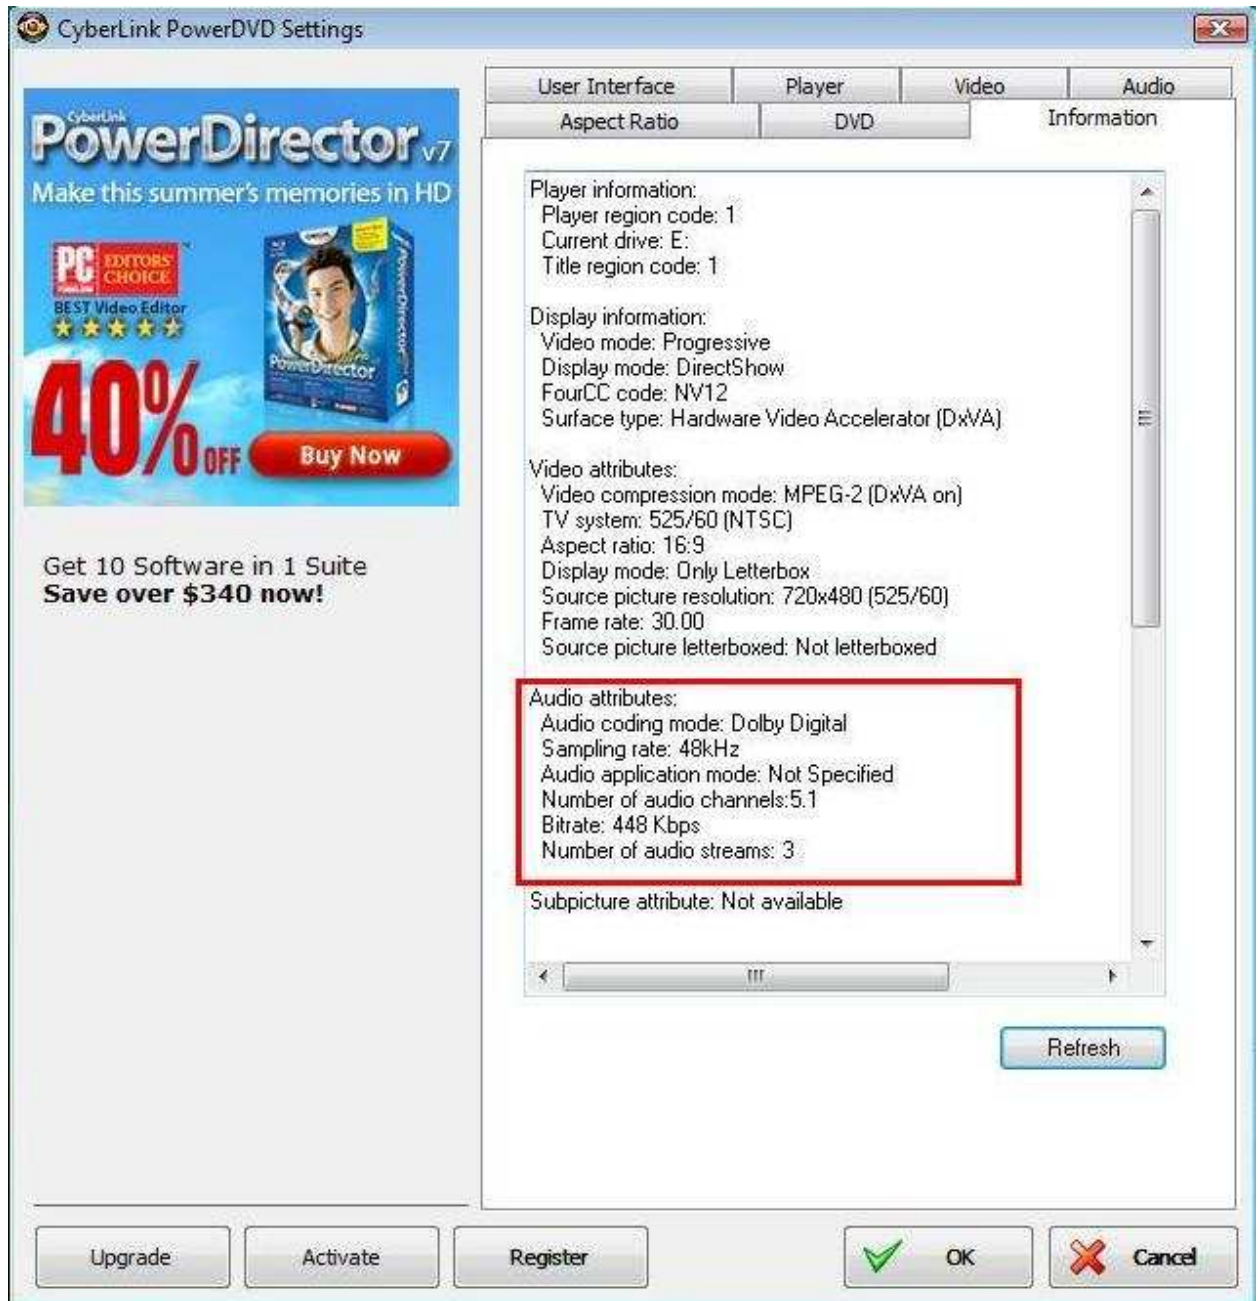 CyberLink PowerDVD Settings
CyberLink
PowerDirector v7
Make this summer's memories in HD
PC
EDITORS'
CHOICE
BEST Video Editor
PowerDirector
PowerDirector
40% OFF
Buy Now
Get 10 Software in 1 Suite
Save over $340 now!
User Interface
Player
Video
Audio
Aspect Ratio
DVD
Information
Player information:
Player region code: 1
Current drive: E:
Title region code: 1
Display information:
Video mode: Progressive
Display mode: DirectShow
FourCC code: NV12
Surface type: Hardware Video Accelerator (DxVA)
Video attributes:
Video compression mode: MPEG-2 (DxVA on)
TV system: 525/60 (NTSC)
Aspect ratio: 16:9
Display mode: Only Letterbox
Source picture resolution: 720x480 (525/60)
Frame rate: 30.00
Source picture letterboxed: Not letterboxed
Audio attributes:
Audio coding mode: Dolby Digital
Sampling rate: 48kHz
Audio application mode: Not Specified
Number of audio channels:5.1
Bitrate: 448 Kbps
Number of audio streams: 3
Subpicture attribute: Not available
Refresh
Upgrade
Activate
Register
OK
Cancel